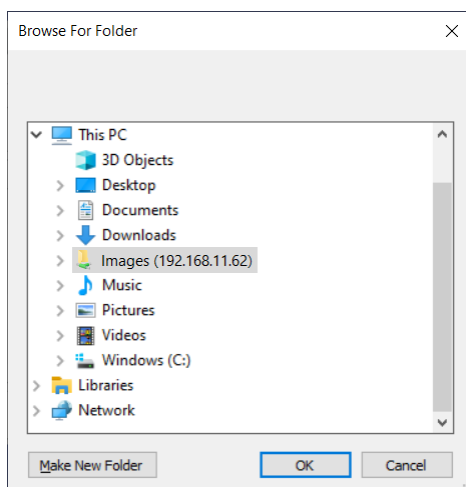 Browse For Folder
This PC
3D Objects
Desktop
Documents
Downloads
Images (192.168.11.62)
Music
Pictures
Videos
Windows (C:)
Libraries
Network
Make New Folder
OK
Cancel